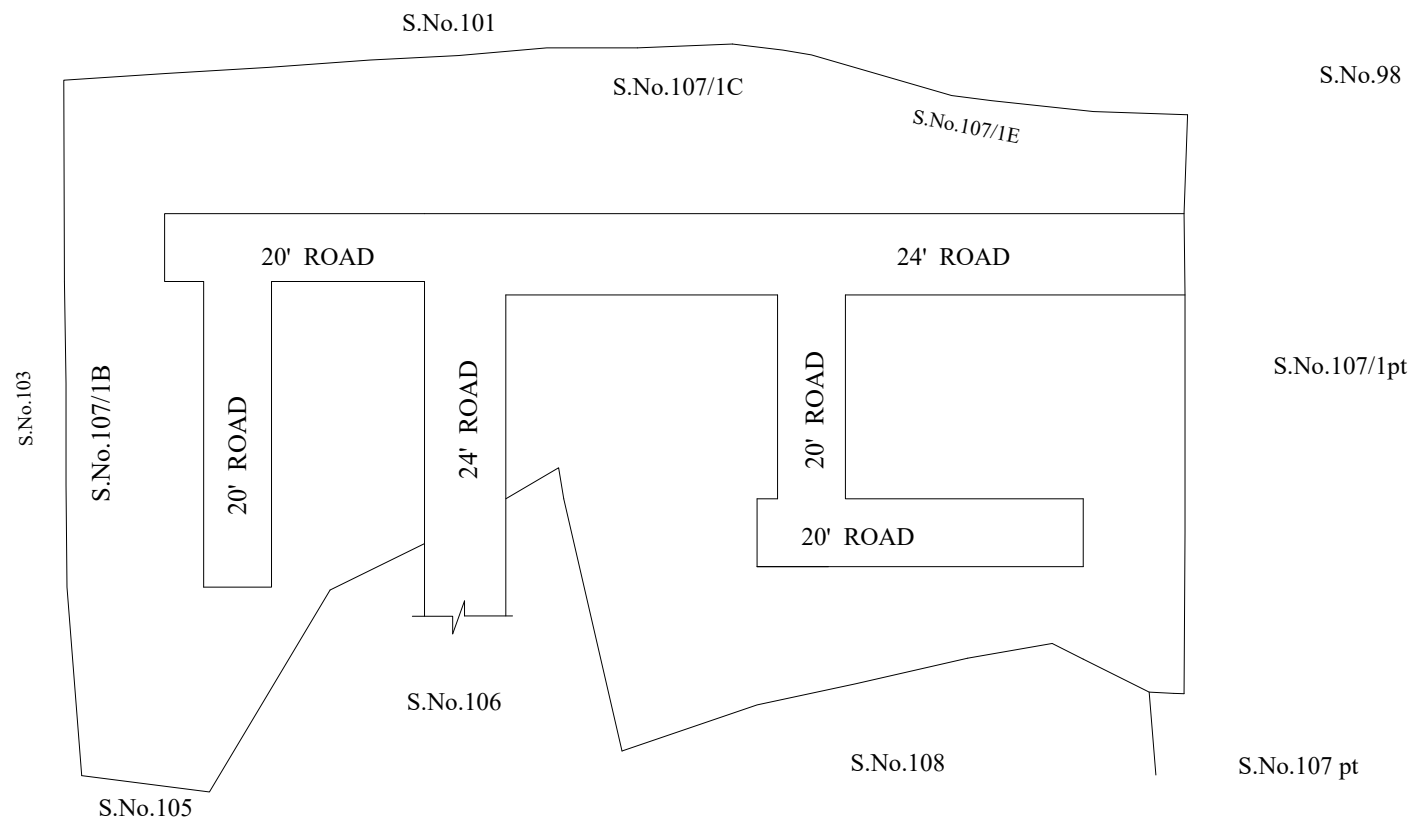 S.No.101
S.No.98
S.No.107/1C
S.No.107/1E
20' ROAD
24' ROAD
S.No.103
S.No.107/1B
20' ROAD
24' ROAD
20' ROAD
S.No.107/1pt
20' ROAD
S.No.106
S.No.108
S.No.107 pt
S.No.105